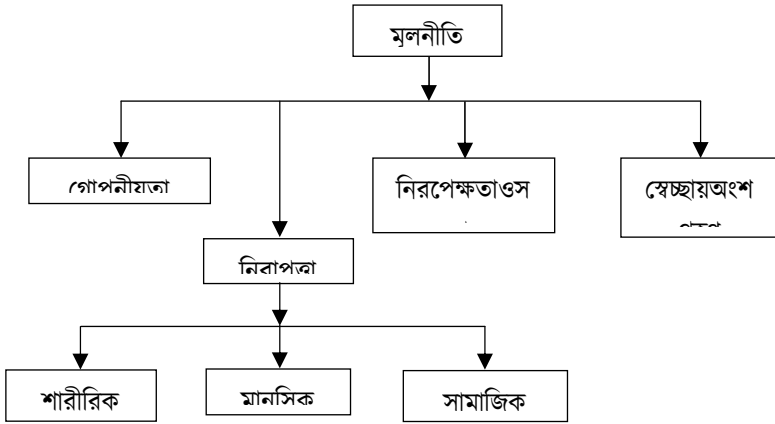 মূলনীতি
গোপনীয়তা
নিরপেক্ষতাওস
স্বেচ্ছায়অংশ
নিরাপত্তা
শারীরিক
মানসিক
সামাজিক